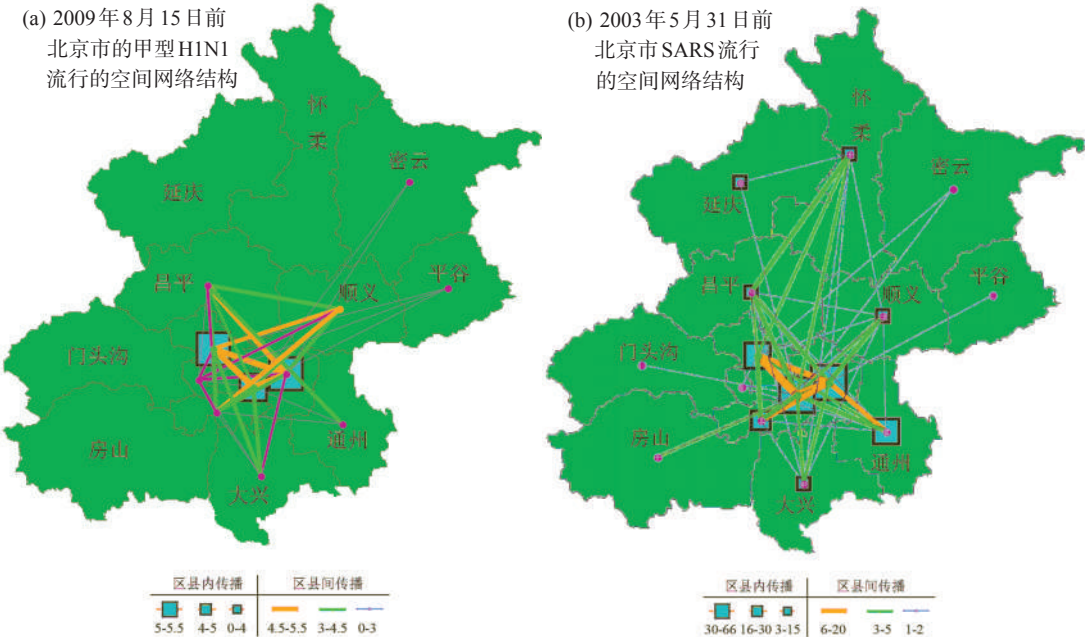 (a) 2009年8月15日前
北京市的甲型H1N1
流行的空间网络结构
怀
柔
密云
延庆
昌平
顺义
平谷
门头沟
房山
通州
大兴
区县内传播 区县间传播
5-5.5 4-5 0-4 4.5-5.5 3-4.5 0-3
(b) 2003年5月31日前
北京市SARS流行
的空间网络结构
怀
柔
密云
延庆
昌平
顺义
平谷
门头沟
房山
通州
大兴
区县内传播 区县间传播
30-66 16-30 3-15 6-20 3-5 1-2